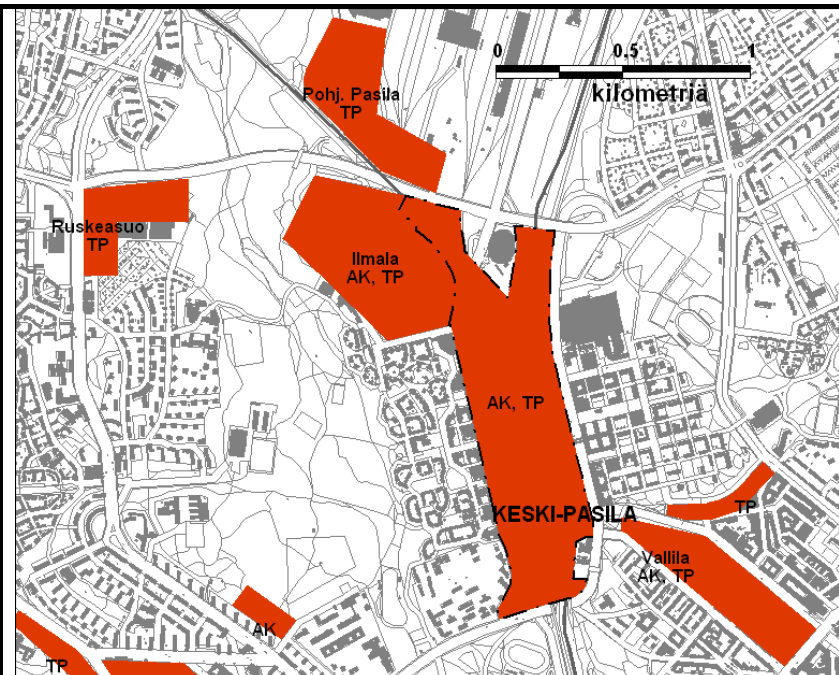 0 0.5 1
kilometriä
Pohj. Pasila
TP
Ruskeasuo
TP
Ilmala
AK, TP
AK, TP
KESKI-PASILA
TP
Vallila
AK, TP
AK
TP